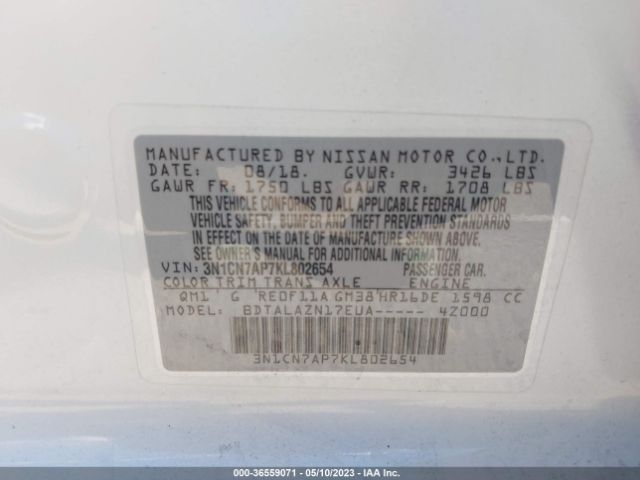 MANUFACTURED BY NISSAN MOTOR CO.,LTD.
DATE: 08/18. GVWR: 3426 LBS
GAWR FR: 1750 LBS GAWR RR: 1708 LBS
THIS VEHICLE CONFORMS TO ALL APPLICABLE FEDERAL MOTOR
VEHICLE SAFETY, BUMPER AND THEFT PREVENTION STANDARDS
IN EFFECT ON THE DATE OF MANUFACTURE SHOWN ABOVE.
SEE OWNER'S MANUAL FOR ADDITIONAL INFORMATION.
VIN: 3N1CN7AP7KL802654 PASSENGER CAR.
COLOR TRIM TRANS AXLE ENGINE
QM1 G RE0F11A GM38 HR16DE 1598 CC
MODEL: BDTALAZN17EUA----- 4Z000
3N1CN7AP7KL802654
000-36559071 — 05/10/2023 — IAA Inc.